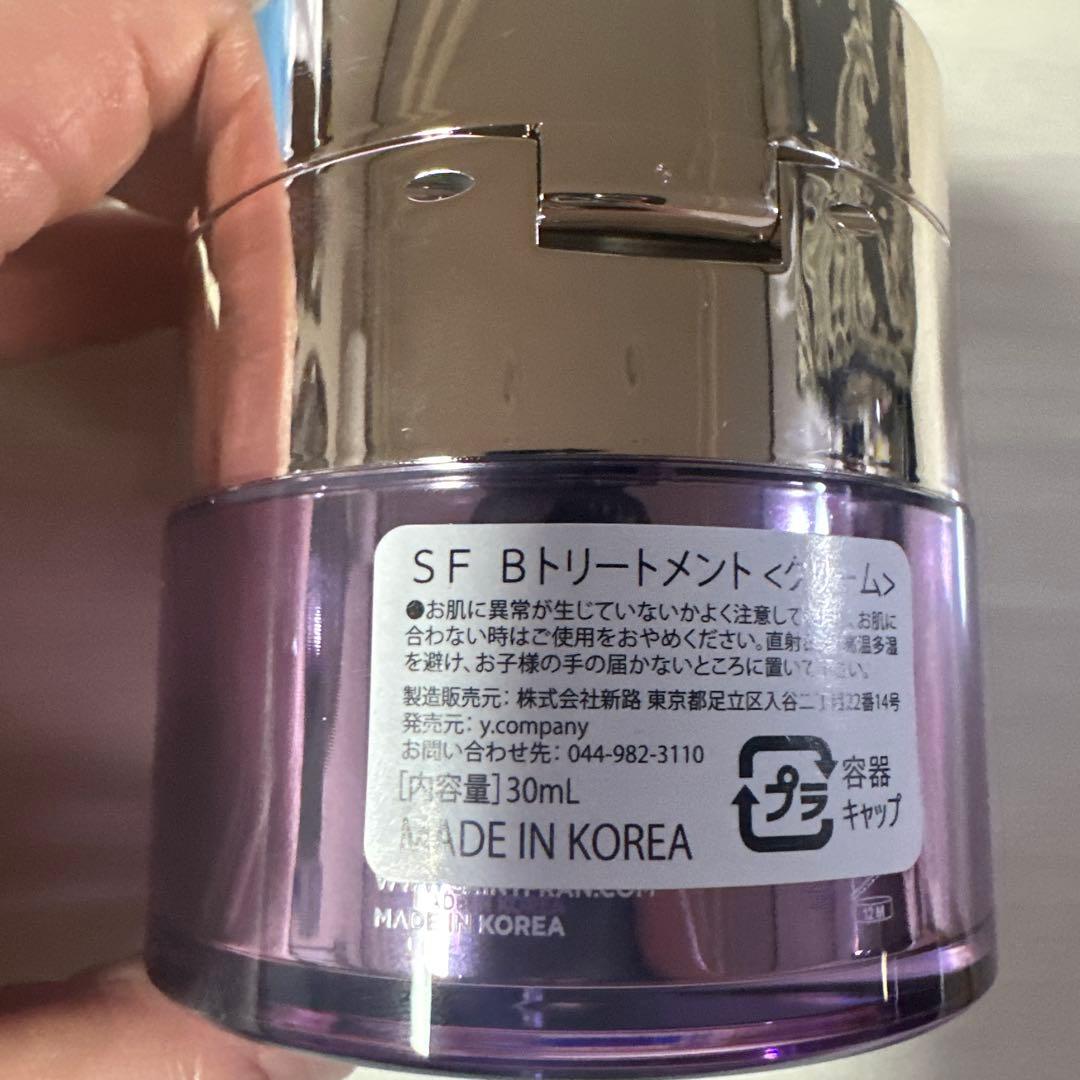 SF Bトリートメント<クリーム>
●お肌に異常が生じていないかよく注意して お肌に
合わない時はご使用をおやめください。直射 高温多湿
を避け、お子様の手の届かないところに置いて い。
製造販売元: 株式会社新路 東京都足立区入谷二丁目22番14号
発売元: y.company
お問い合わせ先: 044-982-3110
[内容量]30mL
MADE IN KOREA
プラ
容器
キャップ
MADE IN KOREA
12M